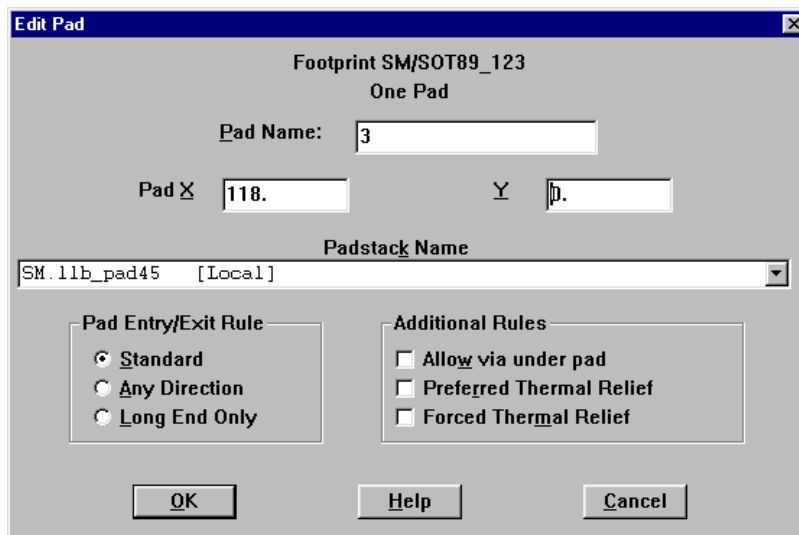 Edit Pad
Footprint SM/SOT89_123
One Pad
Pad Name: 3
Pad X 118. Y 0.
Padstack Name
SM.llb_pad45 [Local]
Pad Entry/Exit Rule
Standard
Any Direction
Long End Only
Additional Rules
Allow via under pad
Preferred Thermal Relief
Forced Thermal Relief
OK Help Cancel